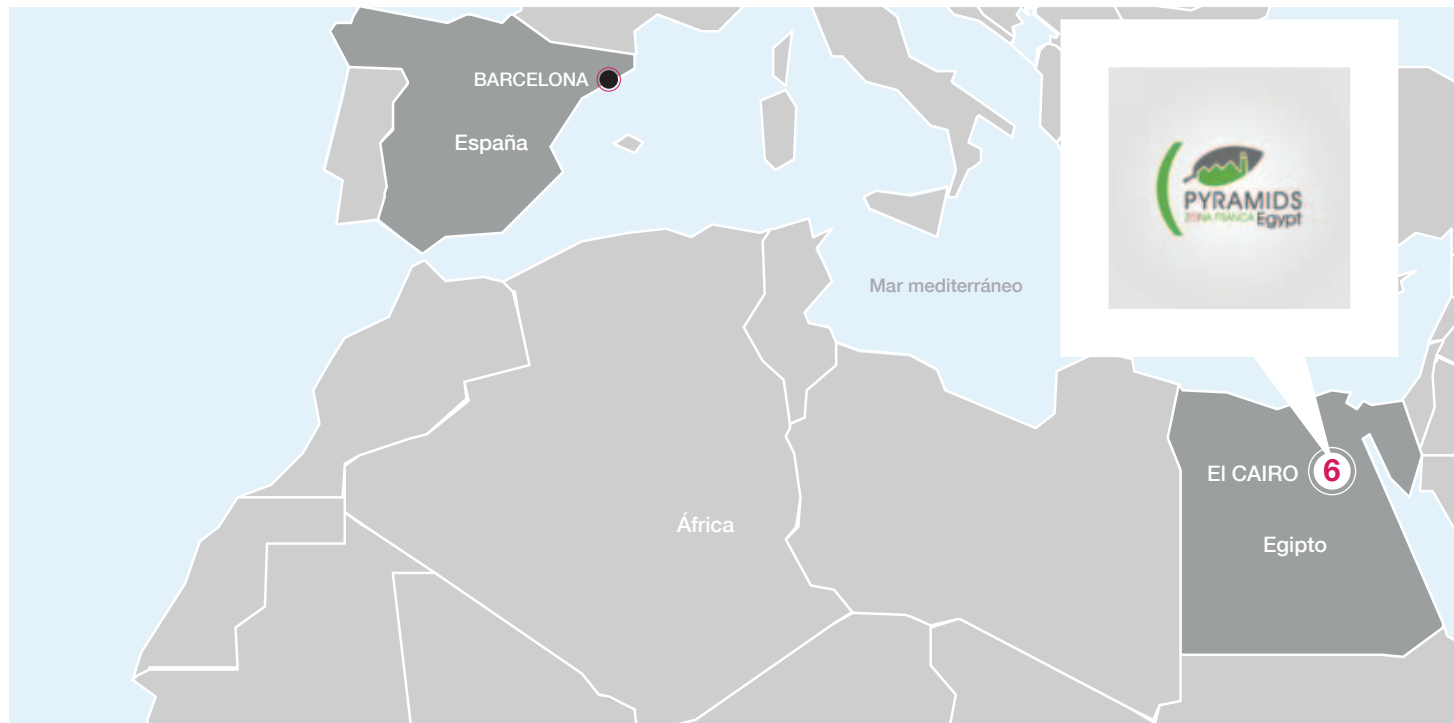 BARCELONA
España
PYRAMIDS
ZONA FRANCA Egypt
Mar mediterráneo
El CAIRO 6
África
Egipto